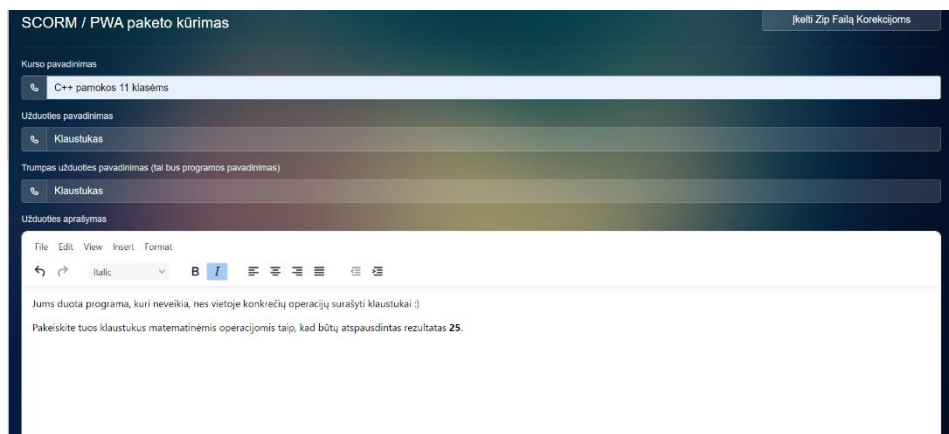 SCORM / PWA paketo kūrimas
Įkelti Zip Failą Korekcijoms
Kurso pavadinimas
C++ pamokos 11 klasėms
Užduoties pavadinimas
Klaustukas
Trumpas užduoties pavadinimas (tai bus programos pavadinimas)
Klaustukas
Užduoties aprašymas
File Edit View Insert Format
Italic B I
Jums duota programa, kuri neveikia, nes vietoje konkrečių operacijų surašyti klaustukai :)
Pakeiskite tuos klaustukus matematinėmis operacijomis taip, kad būtų atspausdintas rezultatas 25.